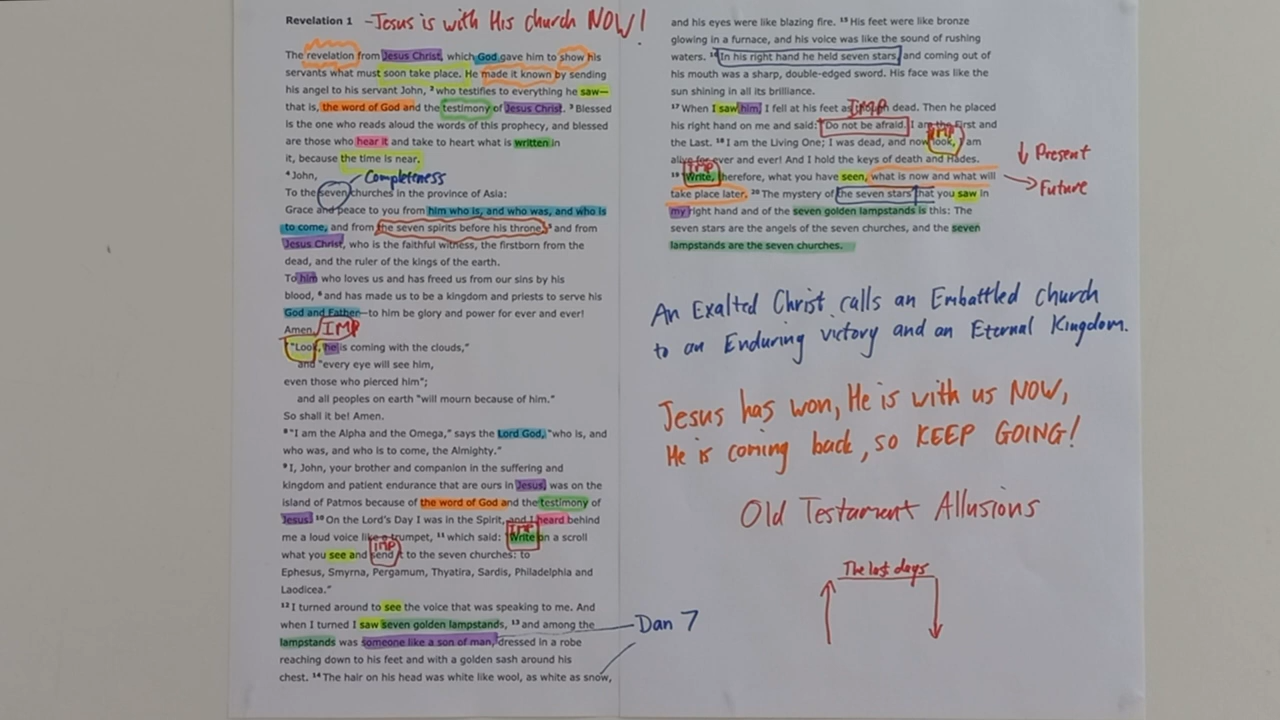 Revelation 1 -Jesus is with His church NOW!
The revelation from Jesus Christ, which God gave him to show his
servants what must soon take place. He made it known by sending
his angel to his servant John, ² who testifies to everything he saw—
that is, the word of God and the testimony of Jesus Christ. ³ Blessed
is the one who reads aloud the words of this prophecy, and blessed
are those who hear it and take to heart what is written in
it, because the time is near.
⁴ John, Completeness
To the seven churches in the province of Asia:
Grace and peace to you from him who is, and who was, and who is
to come, and from the seven spirits before his throne, ⁵ and from
Jesus Christ, who is the faithful witness, the firstborn from the
dead, and the ruler of the kings of the earth.
To him who loves us and has freed us from our sins by his
blood, ⁶ and has made us to be a kingdom and priests to serve his
God and Father—to him be glory and power for ever and ever!
Amen. IMP
"Look, he is coming with the clouds,"
and "every eye will see him,
even those who pierced him";
and all peoples on earth "will mourn because of him."
So shall it be! Amen.
⁸ "I am the Alpha and the Omega," says the Lord God, "who is, and
who was, and who is to come, the Almighty."
⁹ I, John, your brother and companion in the suffering and
kingdom and patient endurance that are ours in Jesus, was on the
island of Patmos because of the word of God and the testimony of
Jesus. ¹⁰ On the Lord's Day I was in the Spirit, and I heard behind
IMP
me a loud voice like a trumpet, ¹¹ which said: Write on a scroll
IMP
what you see and send it to the seven churches: to
Ephesus, Smyrna, Pergamum, Thyatira, Sardis, Philadelphia and
Laodicea."
¹² I turned around to see the voice that was speaking to me. And
when I turned I saw seven golden lampstands, ¹³ and among the
lampstands was someone like a son of man, dressed in a robe
reaching down to his feet and with a golden sash around his
chest. ¹⁴ The hair on his head was white like wool, as white as snow,
Dan 7
and his eyes were like blazing fire. ¹⁵ His feet were like bronze
glowing in a furnace, and his voice was like the sound of rushing
waters. ¹⁶ In his right hand he held seven stars, and coming out of
his mouth was a sharp, double-edged sword. His face was like the
sun shining in all its brilliance.
¹⁷ When I saw him, I fell at his feet as though dead. Then he placed
IMP
his right hand on me and said: "Do not be afraid. I am the First and
IMP
the Last. ¹⁸ I am the Living One; I was dead, and now look, I am
alive for ever and ever! And I hold the keys of death and Hades.
IMP
¹⁹ "Write, therefore, what you have seen, what is now and what will
take place later. ²⁰ The mystery of the seven stars that you saw in
my right hand and of the seven golden lampstands is this: The
seven stars are the angels of the seven churches, and the seven
lampstands are the seven churches.
Present
Future
An Exalted Christ calls an Embattled church
to an Enduring victory and an Eternal Kingdom.
Jesus has won, He is with us NOW,
He is coming back, so KEEP GOING!
Old Testament Allusions
The last days